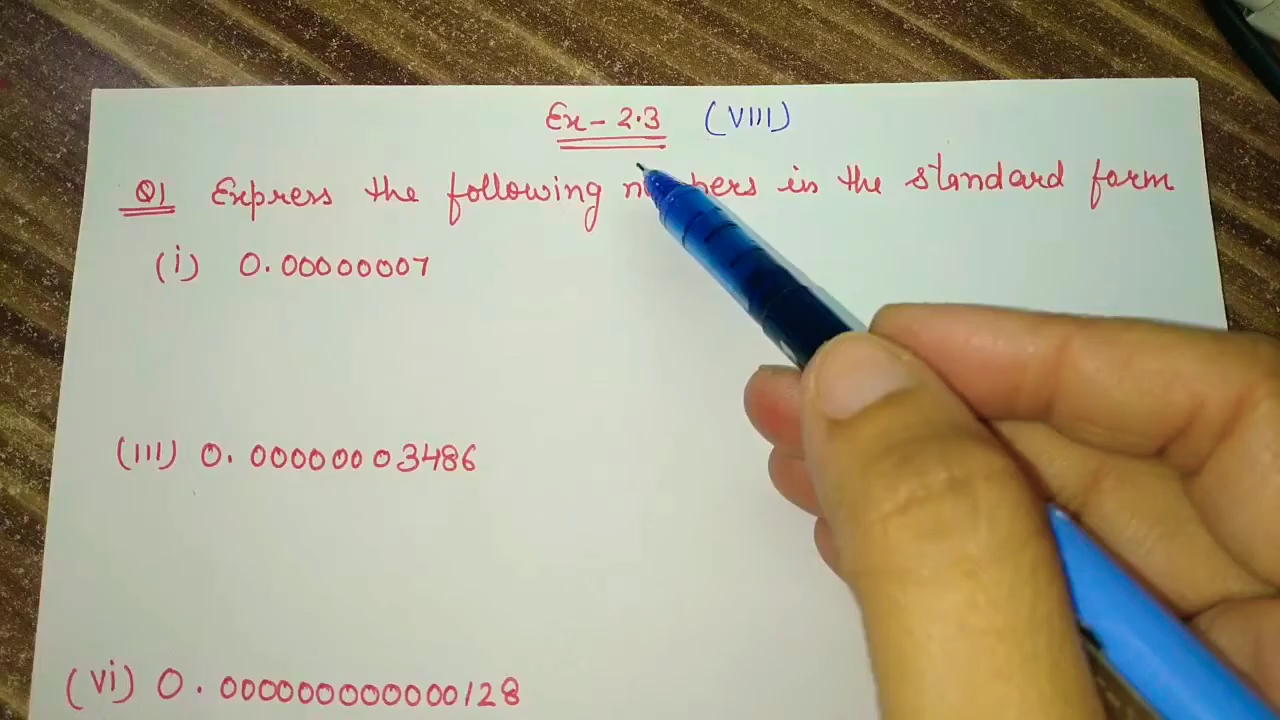 Ex - 2.3 (VIII)
Q1 Express the following in the standard form
(i) 0.00000007
(iii) 0.00000003486
(vi) 0.000000000000128